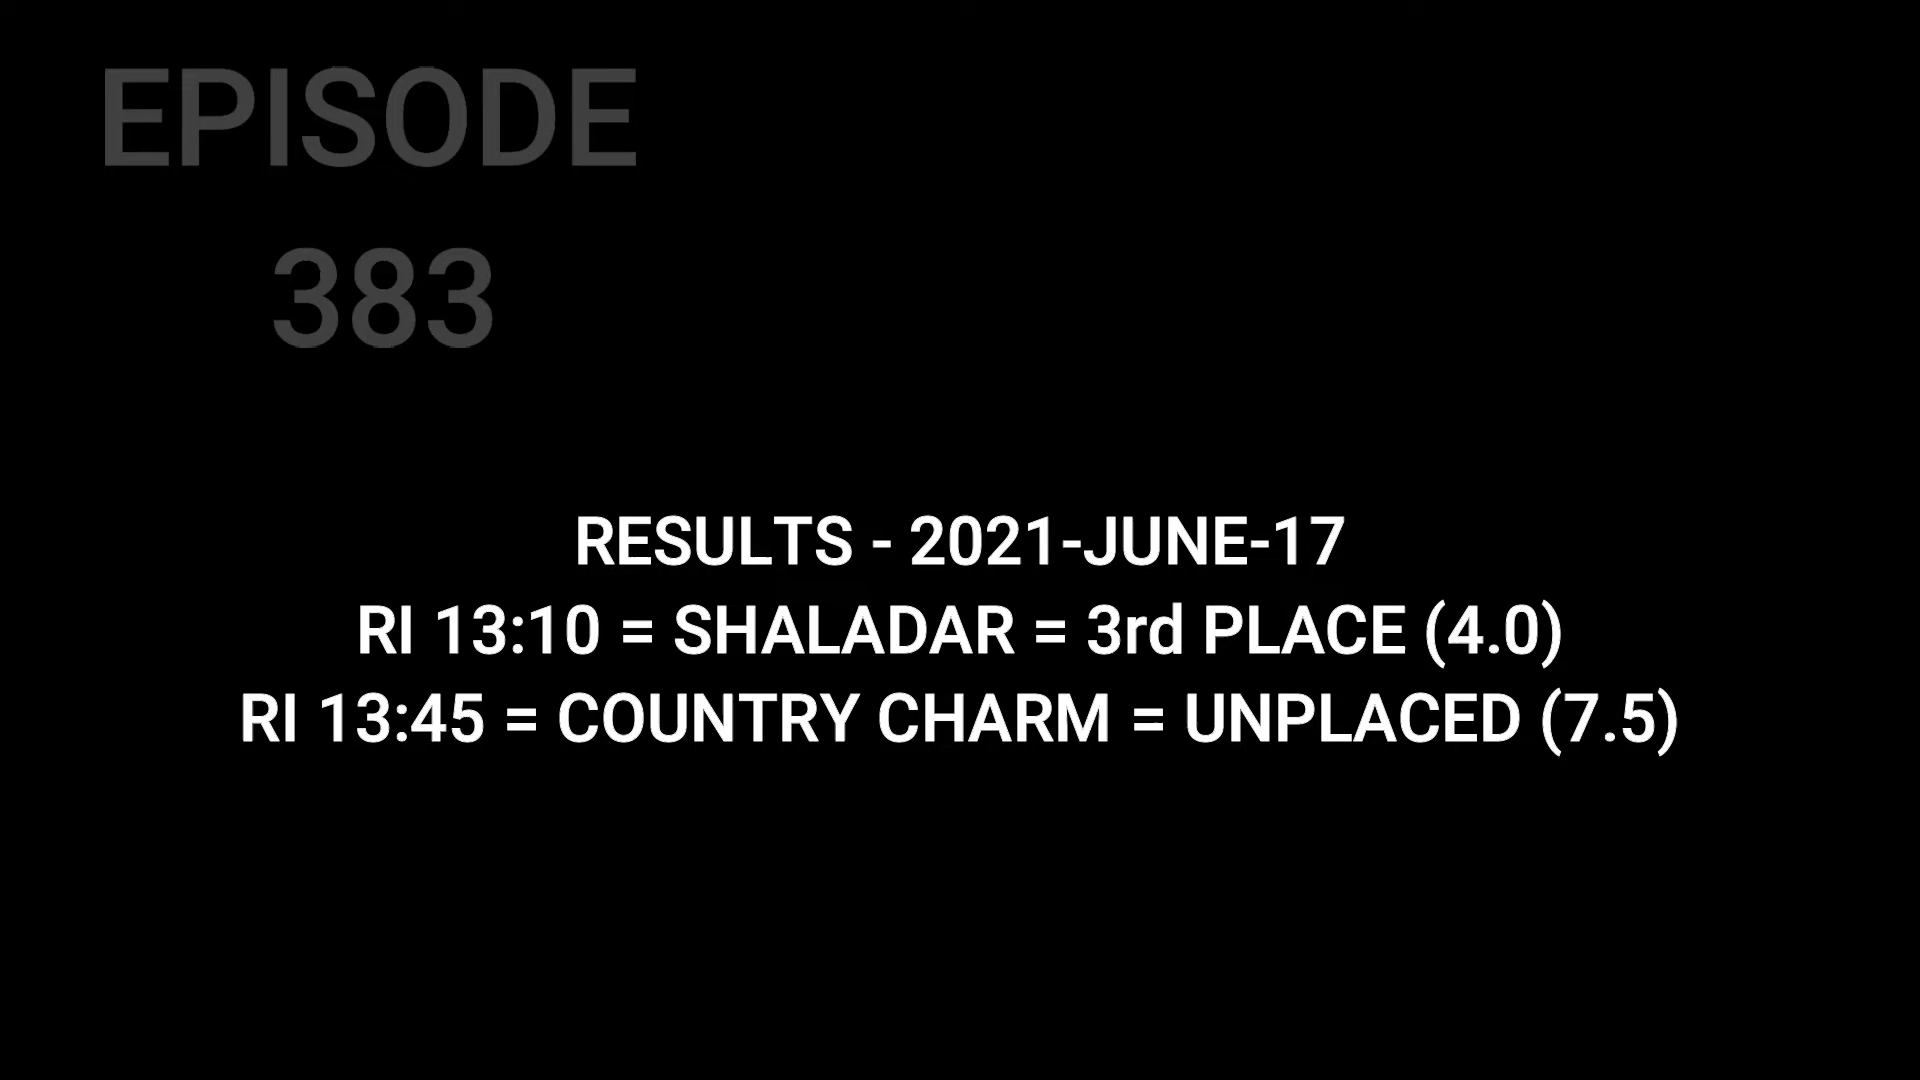 EPISODE
383
RESULTS - 2021-JUNE-17
RI 13:10 = SHALADAR = 3rd PLACE (4.0)
RI 13:45 = COUNTRY CHARM = UNPLACED (7.5)